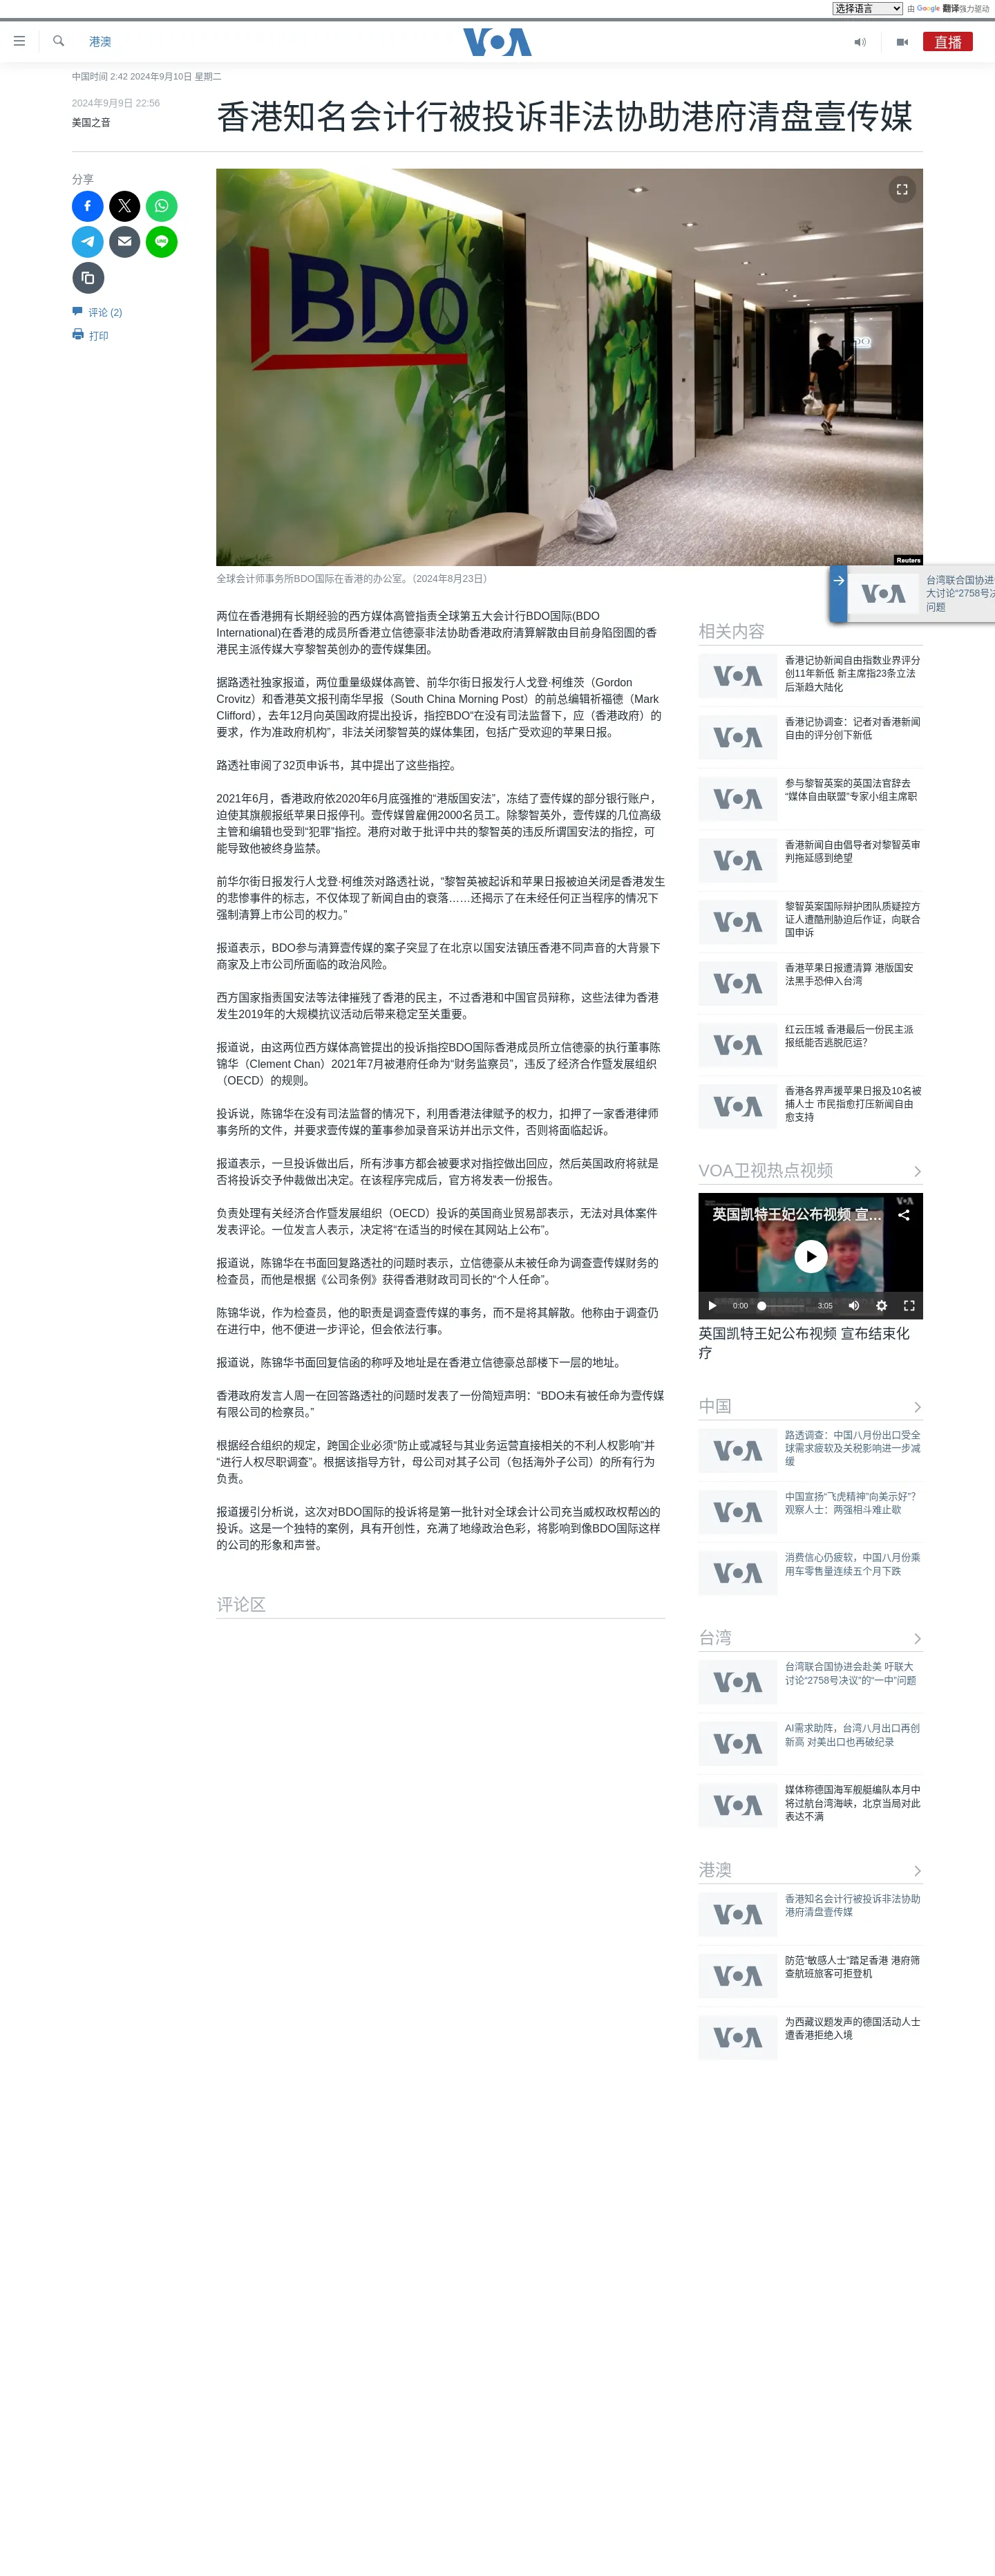 选择语言
由 Google 翻译强力驱动
港澳
VOA
直播
中国时间 2:42 2024年9月10日 星期二
2024年9月9日 22:56
美国之音
香港知名会计行被投诉非法协助港府清盘壹传媒
分享
LINE
评论 (2)
打印
BDO
Reuters
全球会计师事务所BDO国际在香港的办公室。（2024年8月23日）
两位在香港拥有长期经验的西方媒体高管指责全球第五大会计行BDO国际(BDO
International)在香港的成员所香港立信德豪非法协助香港政府清算解散由目前身陷囹圄的香
港民主派传媒大亨黎智英创办的壹传媒集团。
据路透社独家报道，两位重量级媒体高管、前华尔街日报发行人戈登·柯维茨（Gordon
Crovitz）和香港英文报刊南华早报（South China Morning Post）的前总编辑祈福德（Mark
Clifford），去年12月向英国政府提出投诉，指控BDO“在没有司法监督下，应（香港政府）的
要求，作为准政府机构”，非法关闭黎智英的媒体集团，包括广受欢迎的苹果日报。
路透社审阅了32页申诉书，其中提出了这些指控。
2021年6月，香港政府依2020年6月底强推的“港版国安法”，冻结了壹传媒的部分银行账户，
迫使其旗舰报纸苹果日报停刊。壹传媒曾雇佣2000名员工。除黎智英外，壹传媒的几位高级
主管和编辑也受到“犯罪”指控。港府对敢于批评中共的黎智英的违反所谓国安法的指控，可
能导致他被终身监禁。
前华尔街日报发行人戈登·柯维茨对路透社说，“黎智英被起诉和苹果日报被迫关闭是香港发生
的悲惨事件的标志，不仅体现了新闻自由的衰落……还揭示了在未经任何正当程序的情况下
强制清算上市公司的权力。”
报道表示，BDO参与清算壹传媒的案子突显了在北京以国安法镇压香港不同声音的大背景下
商家及上市公司所面临的政治风险。
西方国家指责国安法等法律摧残了香港的民主，不过香港和中国官员辩称，这些法律为香港
发生2019年的大规模抗议活动后带来稳定至关重要。
报道说，由这两位西方媒体高管提出的投诉指控BDO国际香港成员所立信德豪的执行董事陈
锦华（Clement Chan）2021年7月被港府任命为“财务监察员”，违反了经济合作暨发展组织
（OECD）的规则。
投诉说，陈锦华在没有司法监督的情况下，利用香港法律赋予的权力，扣押了一家香港律师
事务所的文件，并要求壹传媒的董事参加录音采访并出示文件，否则将面临起诉。
报道表示，一旦投诉做出后，所有涉事方都会被要求对指控做出回应，然后英国政府将就是
否将投诉交予仲裁做出决定。在该程序完成后，官方将发表一份报告。
负责处理有关经济合作暨发展组织（OECD）投诉的英国商业贸易部表示，无法对具体案件
发表评论。一位发言人表示，决定将“在适当的时候在其网站上公布”。
报道说，陈锦华在书面回复路透社的问题时表示，立信德豪从未被任命为调查壹传媒财务的
检查员，而他是根据《公司条例》获得香港财政司司长的“个人任命”。
陈锦华说，作为检查员，他的职责是调查壹传媒的事务，而不是将其解散。他称由于调查仍
在进行中，他不便进一步评论，但会依法行事。
报道说，陈锦华书面回复信函的称呼及地址是在香港立信德豪总部楼下一层的地址。
香港政府发言人周一在回答路透社的问题时发表了一份简短声明：“BDO未有被任命为壹传媒
有限公司的检察员。”
根据经合组织的规定，跨国企业必须“防止或减轻与其业务运营直接相关的不利人权影响”并
“进行人权尽职调查”。根据该指导方针，母公司对其子公司（包括海外子公司）的所有行为
负责。
报道援引分析说，这次对BDO国际的投诉将是第一批针对全球会计公司充当威权政权帮凶的
投诉。这是一个独特的案例，具有开创性，充满了地缘政治色彩，将影响到像BDO国际这样
的公司的形象和声誉。
评论区
VOA
台湾联合国协进
大讨论“2758号决
问题
相关内容
VOA
香港记协新闻自由指数业界评分
创11年新低 新主席指23条立法
后渐趋大陆化
VOA
香港记协调查：记者对香港新闻
自由的评分创下新低
VOA
参与黎智英案的英国法官辞去
“媒体自由联盟”专家小组主席职
VOA
香港新闻自由倡导者对黎智英审
判拖延感到绝望
VOA
黎智英案国际辩护团队质疑控方
证人遭酷刑胁迫后作证，向联合
国申诉
VOA
香港苹果日报遭清算 港版国安
法黑手恐伸入台湾
VOA
红云压城 香港最后一份民主派
报纸能否逃脱厄运？
VOA
香港各界声援苹果日报及10名被
捕人士 市民指愈打压新闻自由
愈支持
VOA卫视热点视频
英国凯特王妃公布视频 宣...
VOA
0:00
3:05
英国凯特王妃公布视频 宣布结束化
疗
中国
VOA
路透调查：中国八月份出口受全
球需求疲软及关税影响进一步减
缓
VOA
中国宣扬“飞虎精神”向美示好”？
观察人士：两强相斗难止歇
VOA
消费信心仍疲软，中国八月份乘
用车零售量连续五个月下跌
台湾
VOA
台湾联合国协进会赴美 吁联大
讨论“2758号决议”的“一中”问题
VOA
AI需求助阵，台湾八月出口再创
新高 对美出口也再破纪录
VOA
媒体称德国海军舰艇编队本月中
将过航台湾海峡，北京当局对此
表达不满
港澳
VOA
香港知名会计行被投诉非法协助
港府清盘壹传媒
VOA
防范“敏感人士”踏足香港 港府筛
查航班旅客可拒登机
VOA
为西藏议题发声的德国活动人士
遭香港拒绝入境